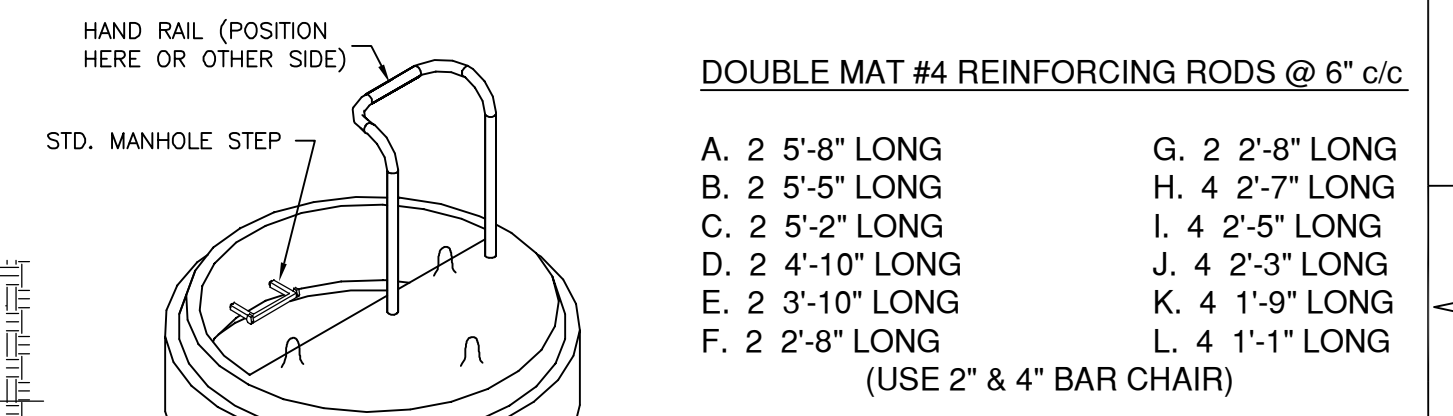 HAND RAIL (POSITION
HERE OR OTHER SIDE)
STD. MANHOLE STEP
DOUBLE MAT #4 REINFORCING RODS @ 6" c/c
A. 2 5'-8" LONG
B. 2 5'-5" LONG
C. 2 5'-2" LONG
D. 2 4'-10" LONG
E. 2 3'-10" LONG
F. 2 2'-8" LONG
G. 2 2'-8" LONG
H. 4 2'-7" LONG
I. 4 2'-5" LONG
J. 4 2'-3" LONG
K. 4 1'-9" LONG
L. 4 1'-1" LONG
(USE 2" & 4" BAR CHAIR)